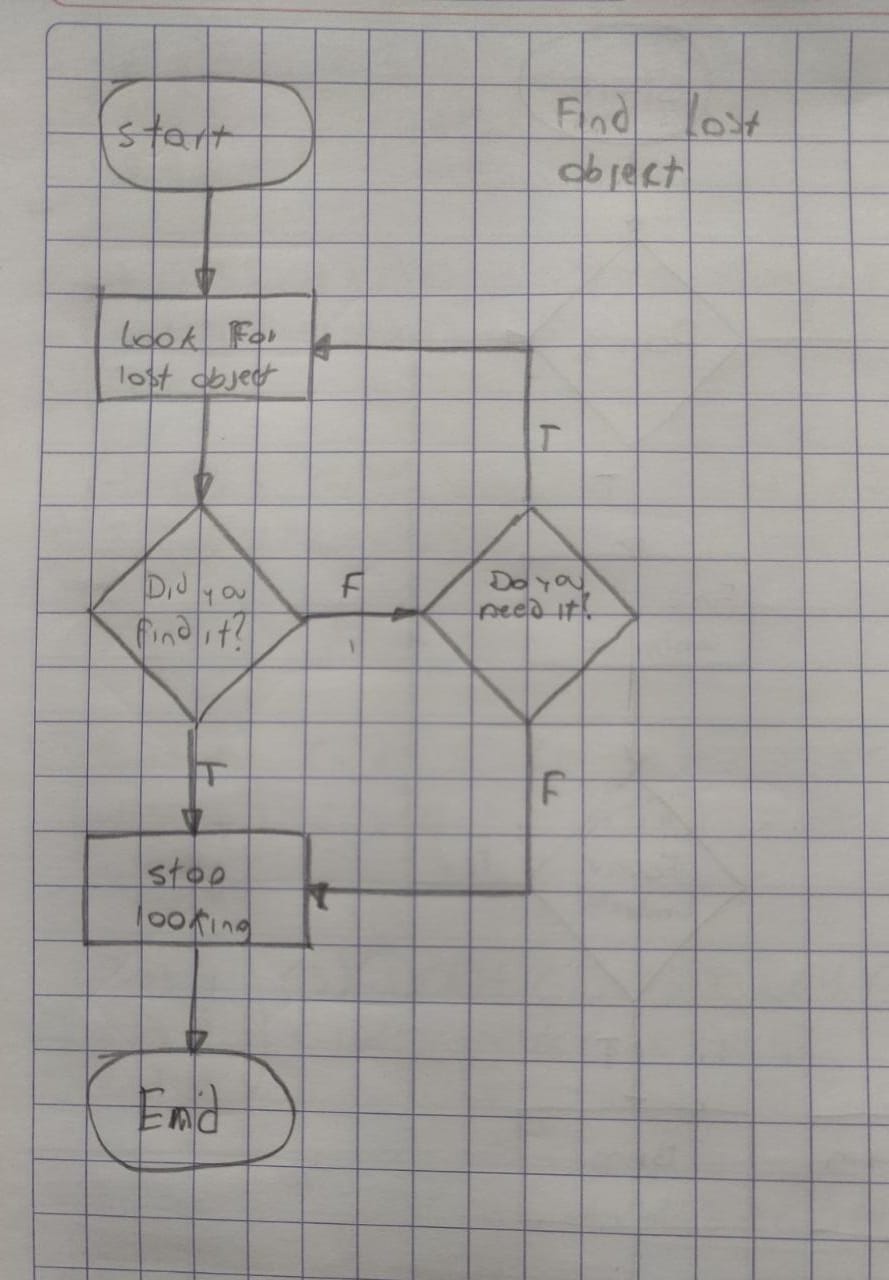 start
Find lost
object
Look For
lost object
T
Did you
find it?
F
Do you
need it?
T
F
stop
looking
End